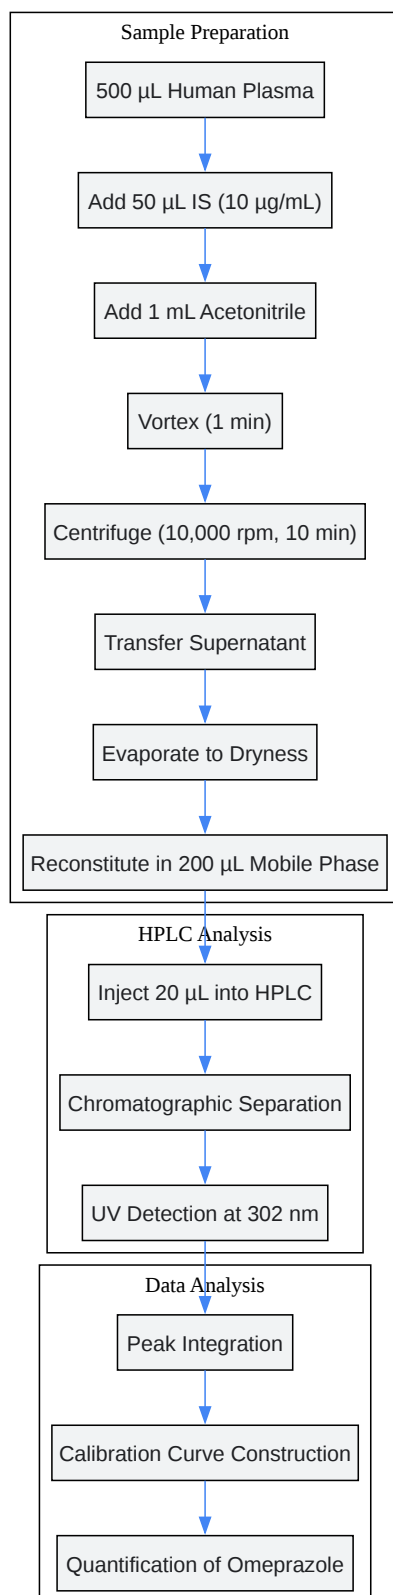 Sample Preparation
500 µL Human Plasma
Add 50 µL IS (10 µg/mL)
Add 1 mL Acetonitrile
Vortex (1 min)
Centrifuge (10,000 rpm, 10 min)
Transfer Supernatant
Evaporate to Dryness
Reconstitute in 200 µL Mobile Phase
HPLC Analysis
Inject 20 µL into HPLC
Chromatographic Separation
UV Detection at 302 nm
Data Analysis
Peak Integration
Calibration Curve Construction
Quantification of Omeprazole